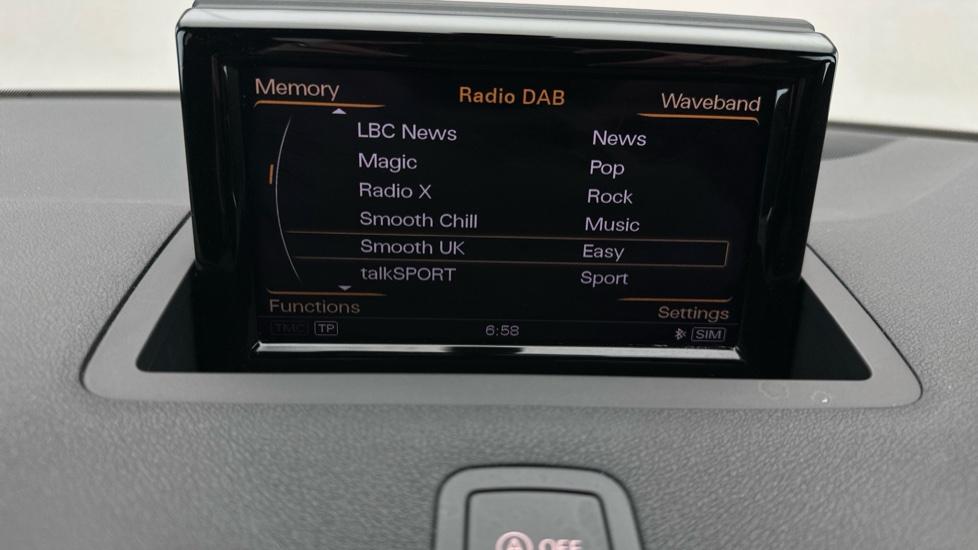 Memory Radio DAB Waveband
LBC News News
Magic Pop
Radio X Rock
Smooth Chill Music
Smooth UK Easy
talkSPORT Sport
Functions Settings
TMC TP 6:58 SIM
OFF